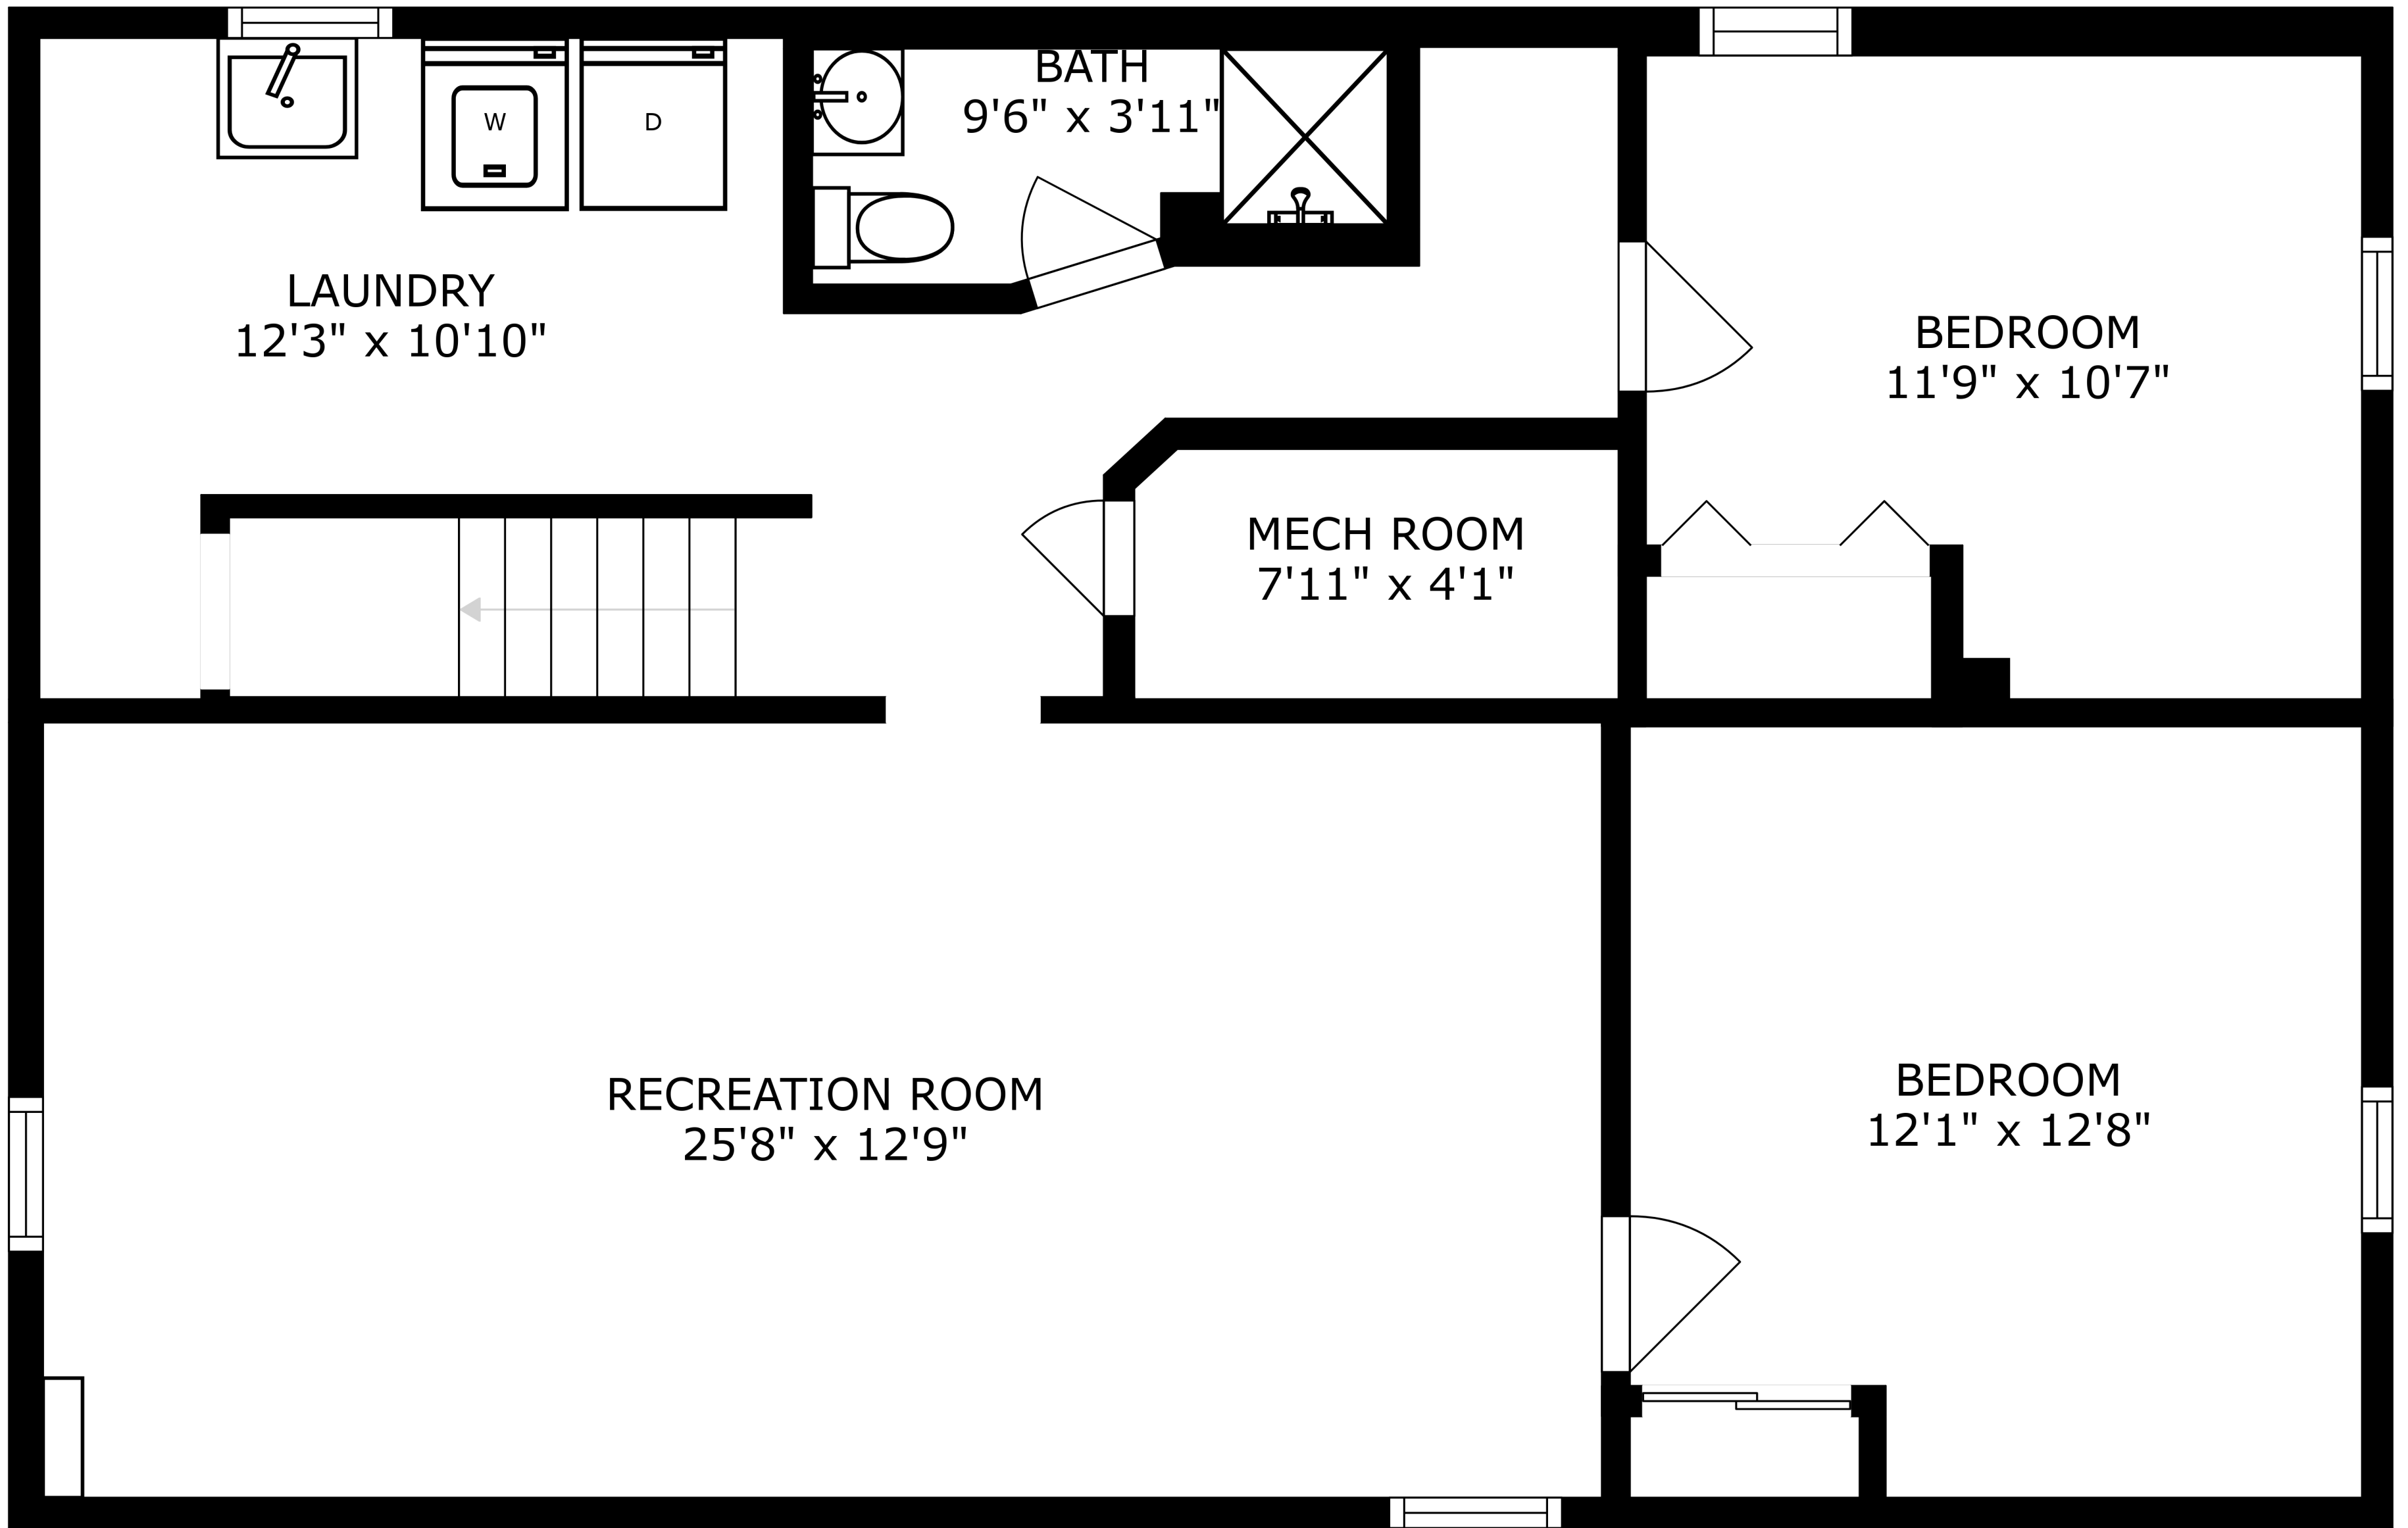 BATH
9'6" x 3'11"
W
D
LAUNDRY
12'3" x 10'10"
BEDROOM
11'9" x 10'7"
MECH ROOM
7'11" x 4'1"
RECREATION ROOM
25'8" x 12'9"
BEDROOM
12'1" x 12'8"